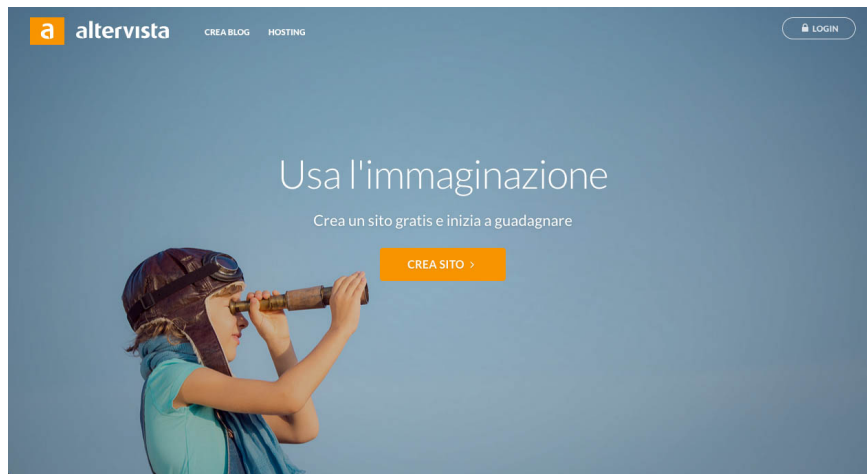 a altervista
CREA BLOG
HOSTING
LOGIN
Usa l'immaginazione
Crea un sito gratis e inizia a guadagnare
CREA SITO >